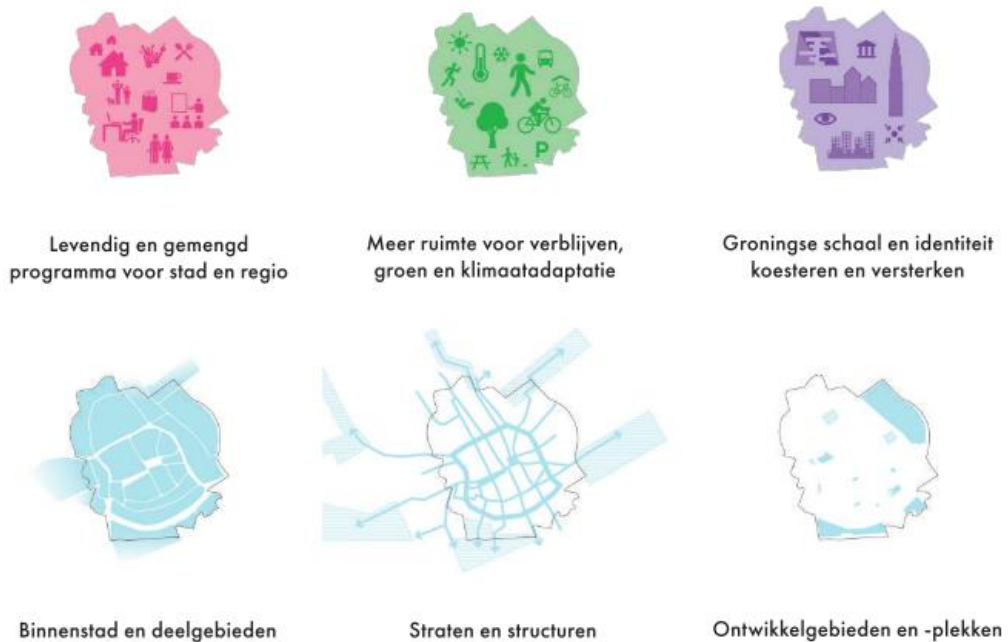 Levendig en gemengd
programma voor stad en regio
P
Meer ruimte voor verblijven,
groen en klimaatadaptatie
Groningse schaal en identiteit
koesteren en versterken
Binnenstad en deelgebieden
Straten en structuren
Ontwikkelgebieden en -plekken